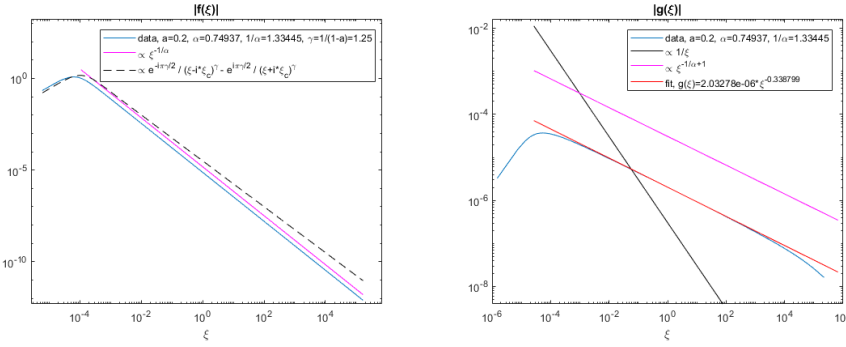 |f(ξ)|
data, a=0.2, α=0.74937, 1/α=1.33445, γ=1/(1-a)=1.25
∝ ξ^-1/α
∝ e^-iπγ/2 / (ξ-i*ξ_c)^γ - e^iπγ/2 / (ξ+i*ξ_c)^γ
10^0
10^-5
10^-10
10^-4
10^-2
10^0
10^2
10^4
ξ
|g(ξ)|
data, a=0.2, α=0.74937, 1/α=1.33445
∝ 1/ξ
∝ ξ^-1/α+1
fit, g(ξ)=2.03278e-06*ξ^-0.338799
10^-2
10^-4
10^-6
10^-8
10^-6
10^-4
10^-2
10^0
10^2
10^4
10^6
ξ